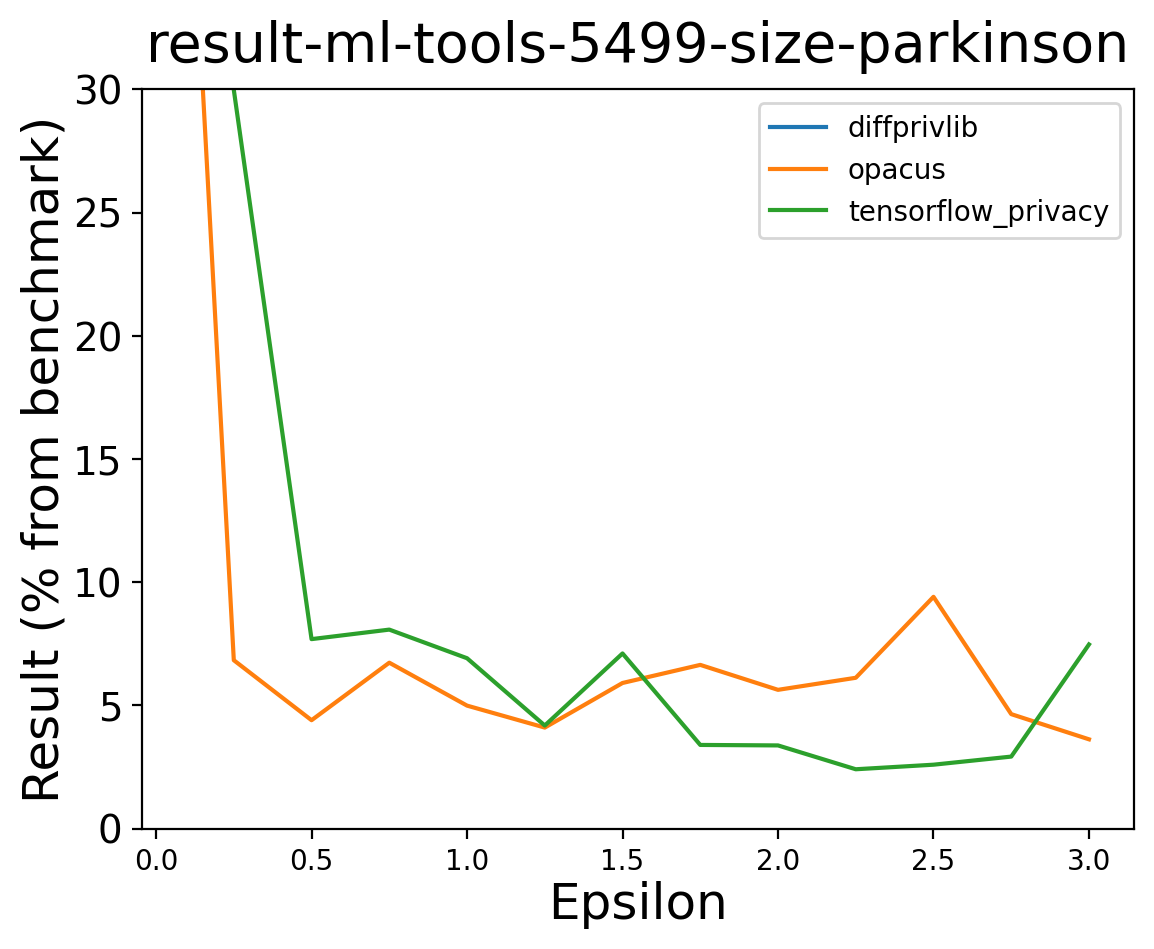 result-ml-tools-5499-size-parkinson
Result (% from benchmark)
30
25
20
15
10
5
0
diffprivlib
opacus
tensorflow_privacy
0.0 0.5 1.0 1.5 2.0 2.5 3.0
Epsilon